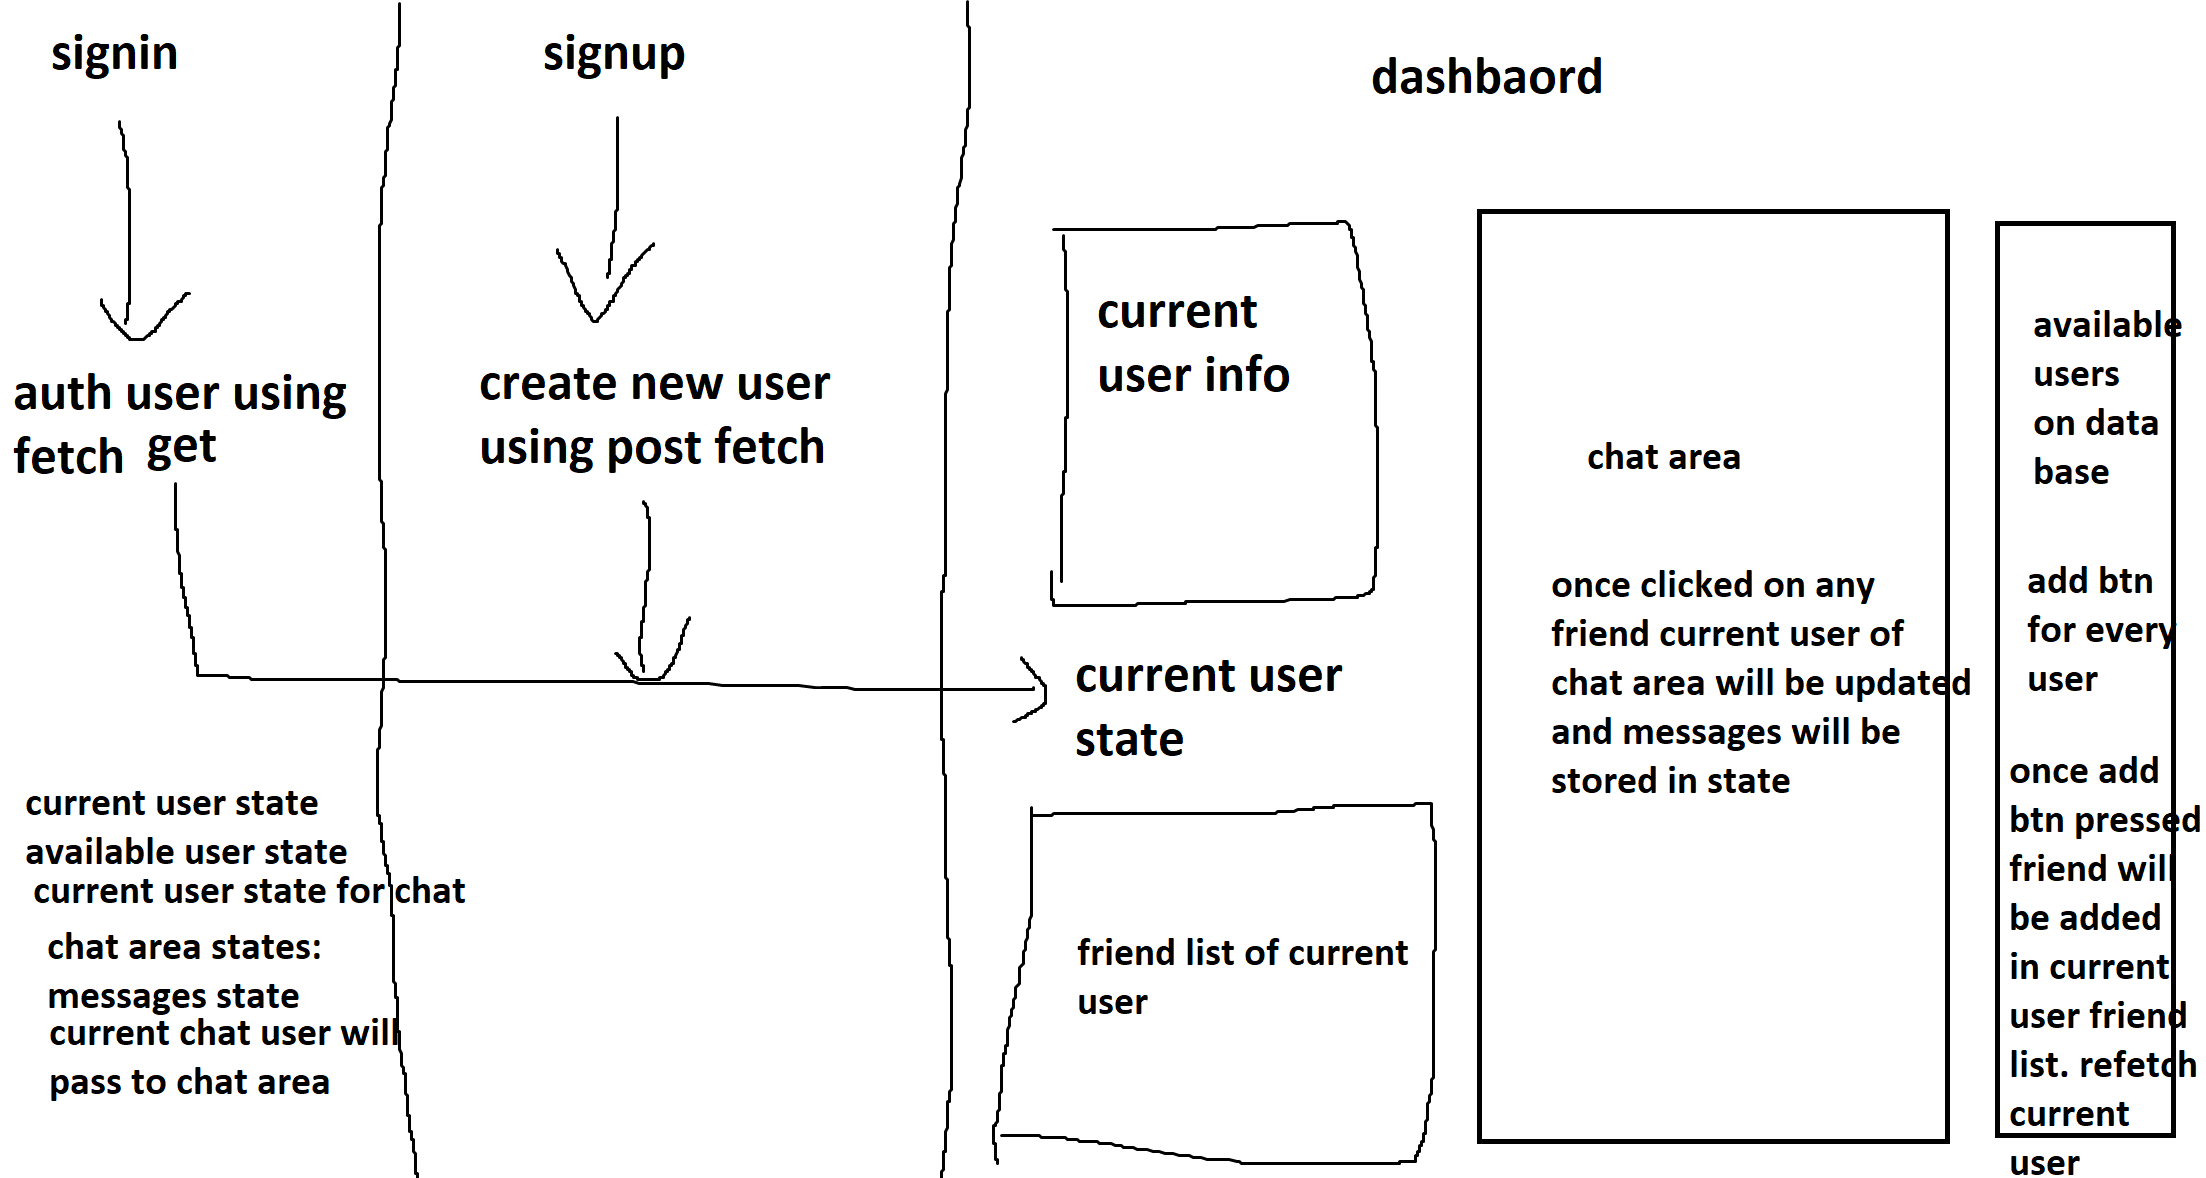 signin
auth user using
fetch get
current user state
available user state
current user state for chat
chat area states:
messages state
current chat user will
pass to chat area
signup
create new user
using post fetch
dashbaord
current
user info
current user
state
friend list of current
user
chat area
once clicked on any
friend current user of
chat area will be updated
and messages will be
stored in state
available
users
on data
base
add btn
for every
user
once add
btn pressed
friend will
be added
in current
user friend
list. refetch
current
user